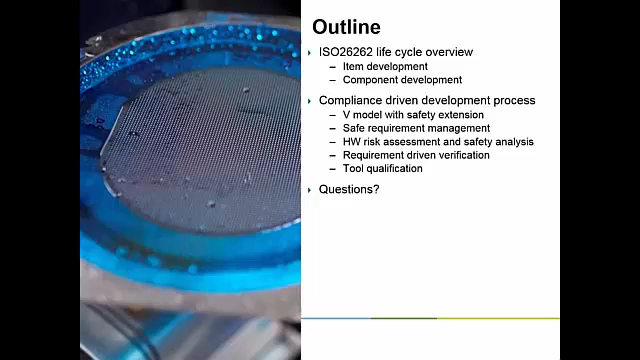 Outline
ISO26262 life cycle overview
– Item development
– Component development
Compliance driven development process
– V model with safety extension
– Safe requirement management
– HW risk assessment and safety analysis
– Requirement driven verification
– Tool qualification
Questions?